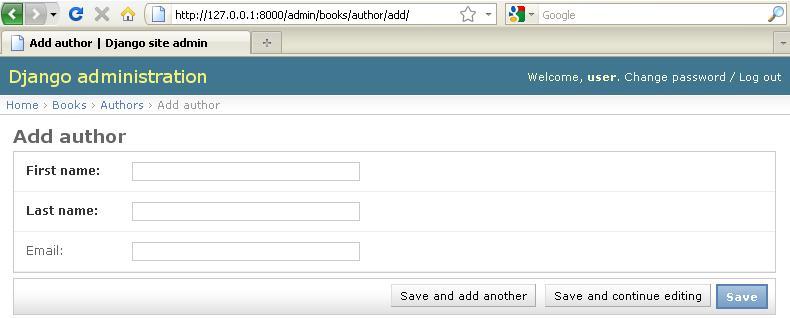 http://127.0.0.1:8000/admin/books/author/add/
Google
Add author | Django site admin
Django administration
Welcome, user. Change password / Log out
Home › Books › Authors › Add author
Add author
First name:
Last name:
Email:
Save and add another Save and continue editing Save